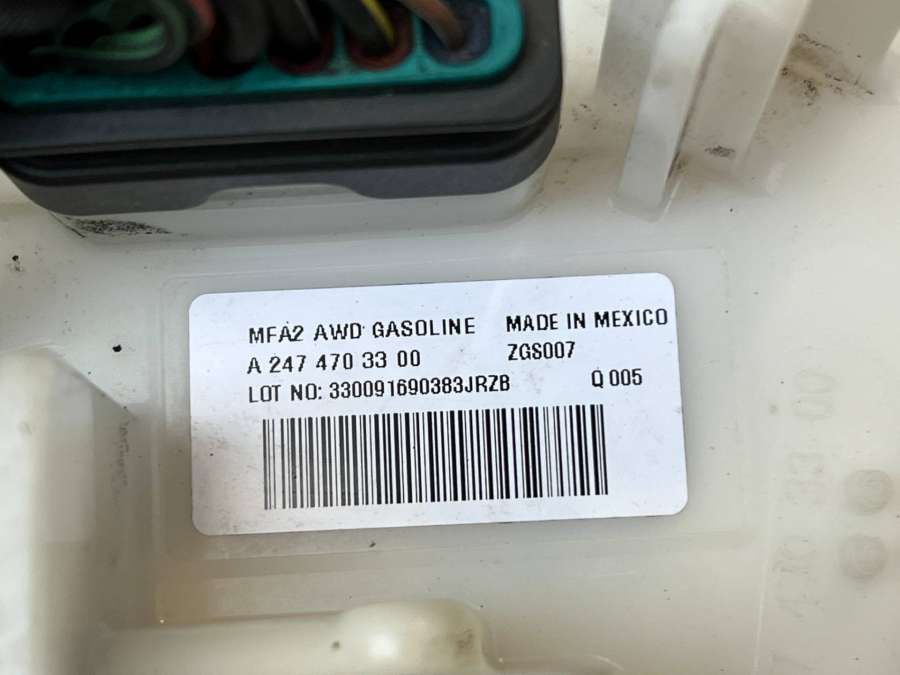 MFA2 AWD GASOLINE MADE IN MEXICO
A 247 470 33 00 ZGS007
LOT NO: 330091690383JRZB Q 005